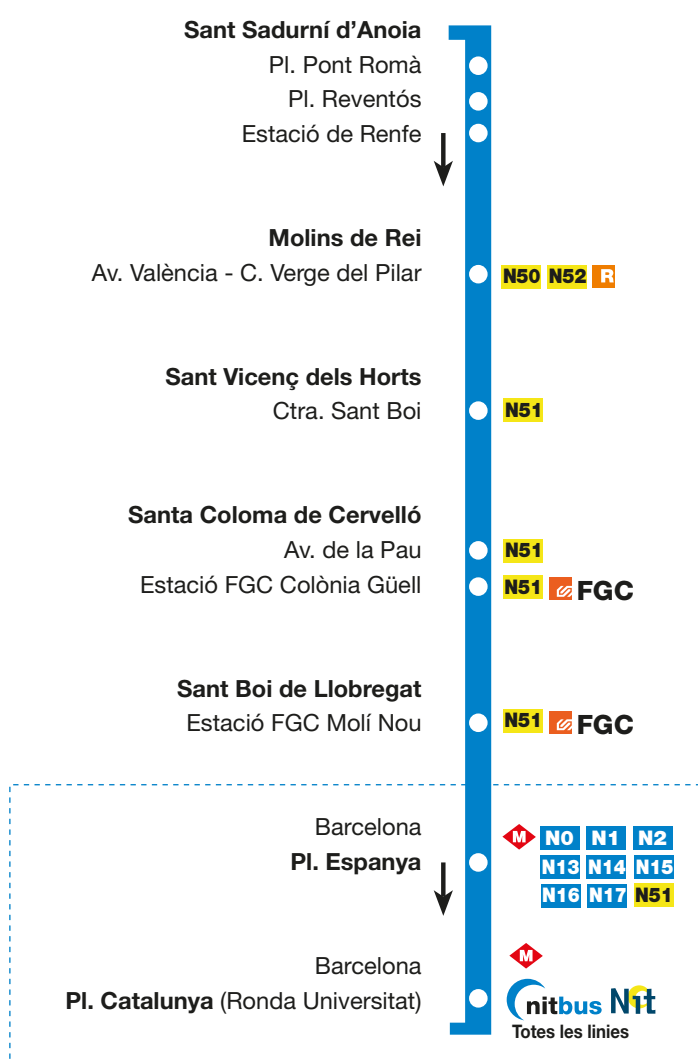 Sant Sadurní d'Anoia
Pl. Pont Romà
Pl. Reventós
Estació de Renfe
Molins de Rei
Av. València - C. Verge del Pilar N50 N52 R
Sant Vicenç dels Horts
Ctra. Sant Boi N51
Santa Coloma de Cervelló
Av. de la Pau N51
Estació FGC Colònia Güell N51 FGC
Sant Boi de Llobregat
Estació FGC Molí Nou N51 FGC
Barcelona
Pl. Espanya
M N0 N1 N2
N13 N14 N15
N16 N17 N51
Barcelona
M
Pl. Catalunya (Ronda Universitat)
nitbus Nit
Totes les linies